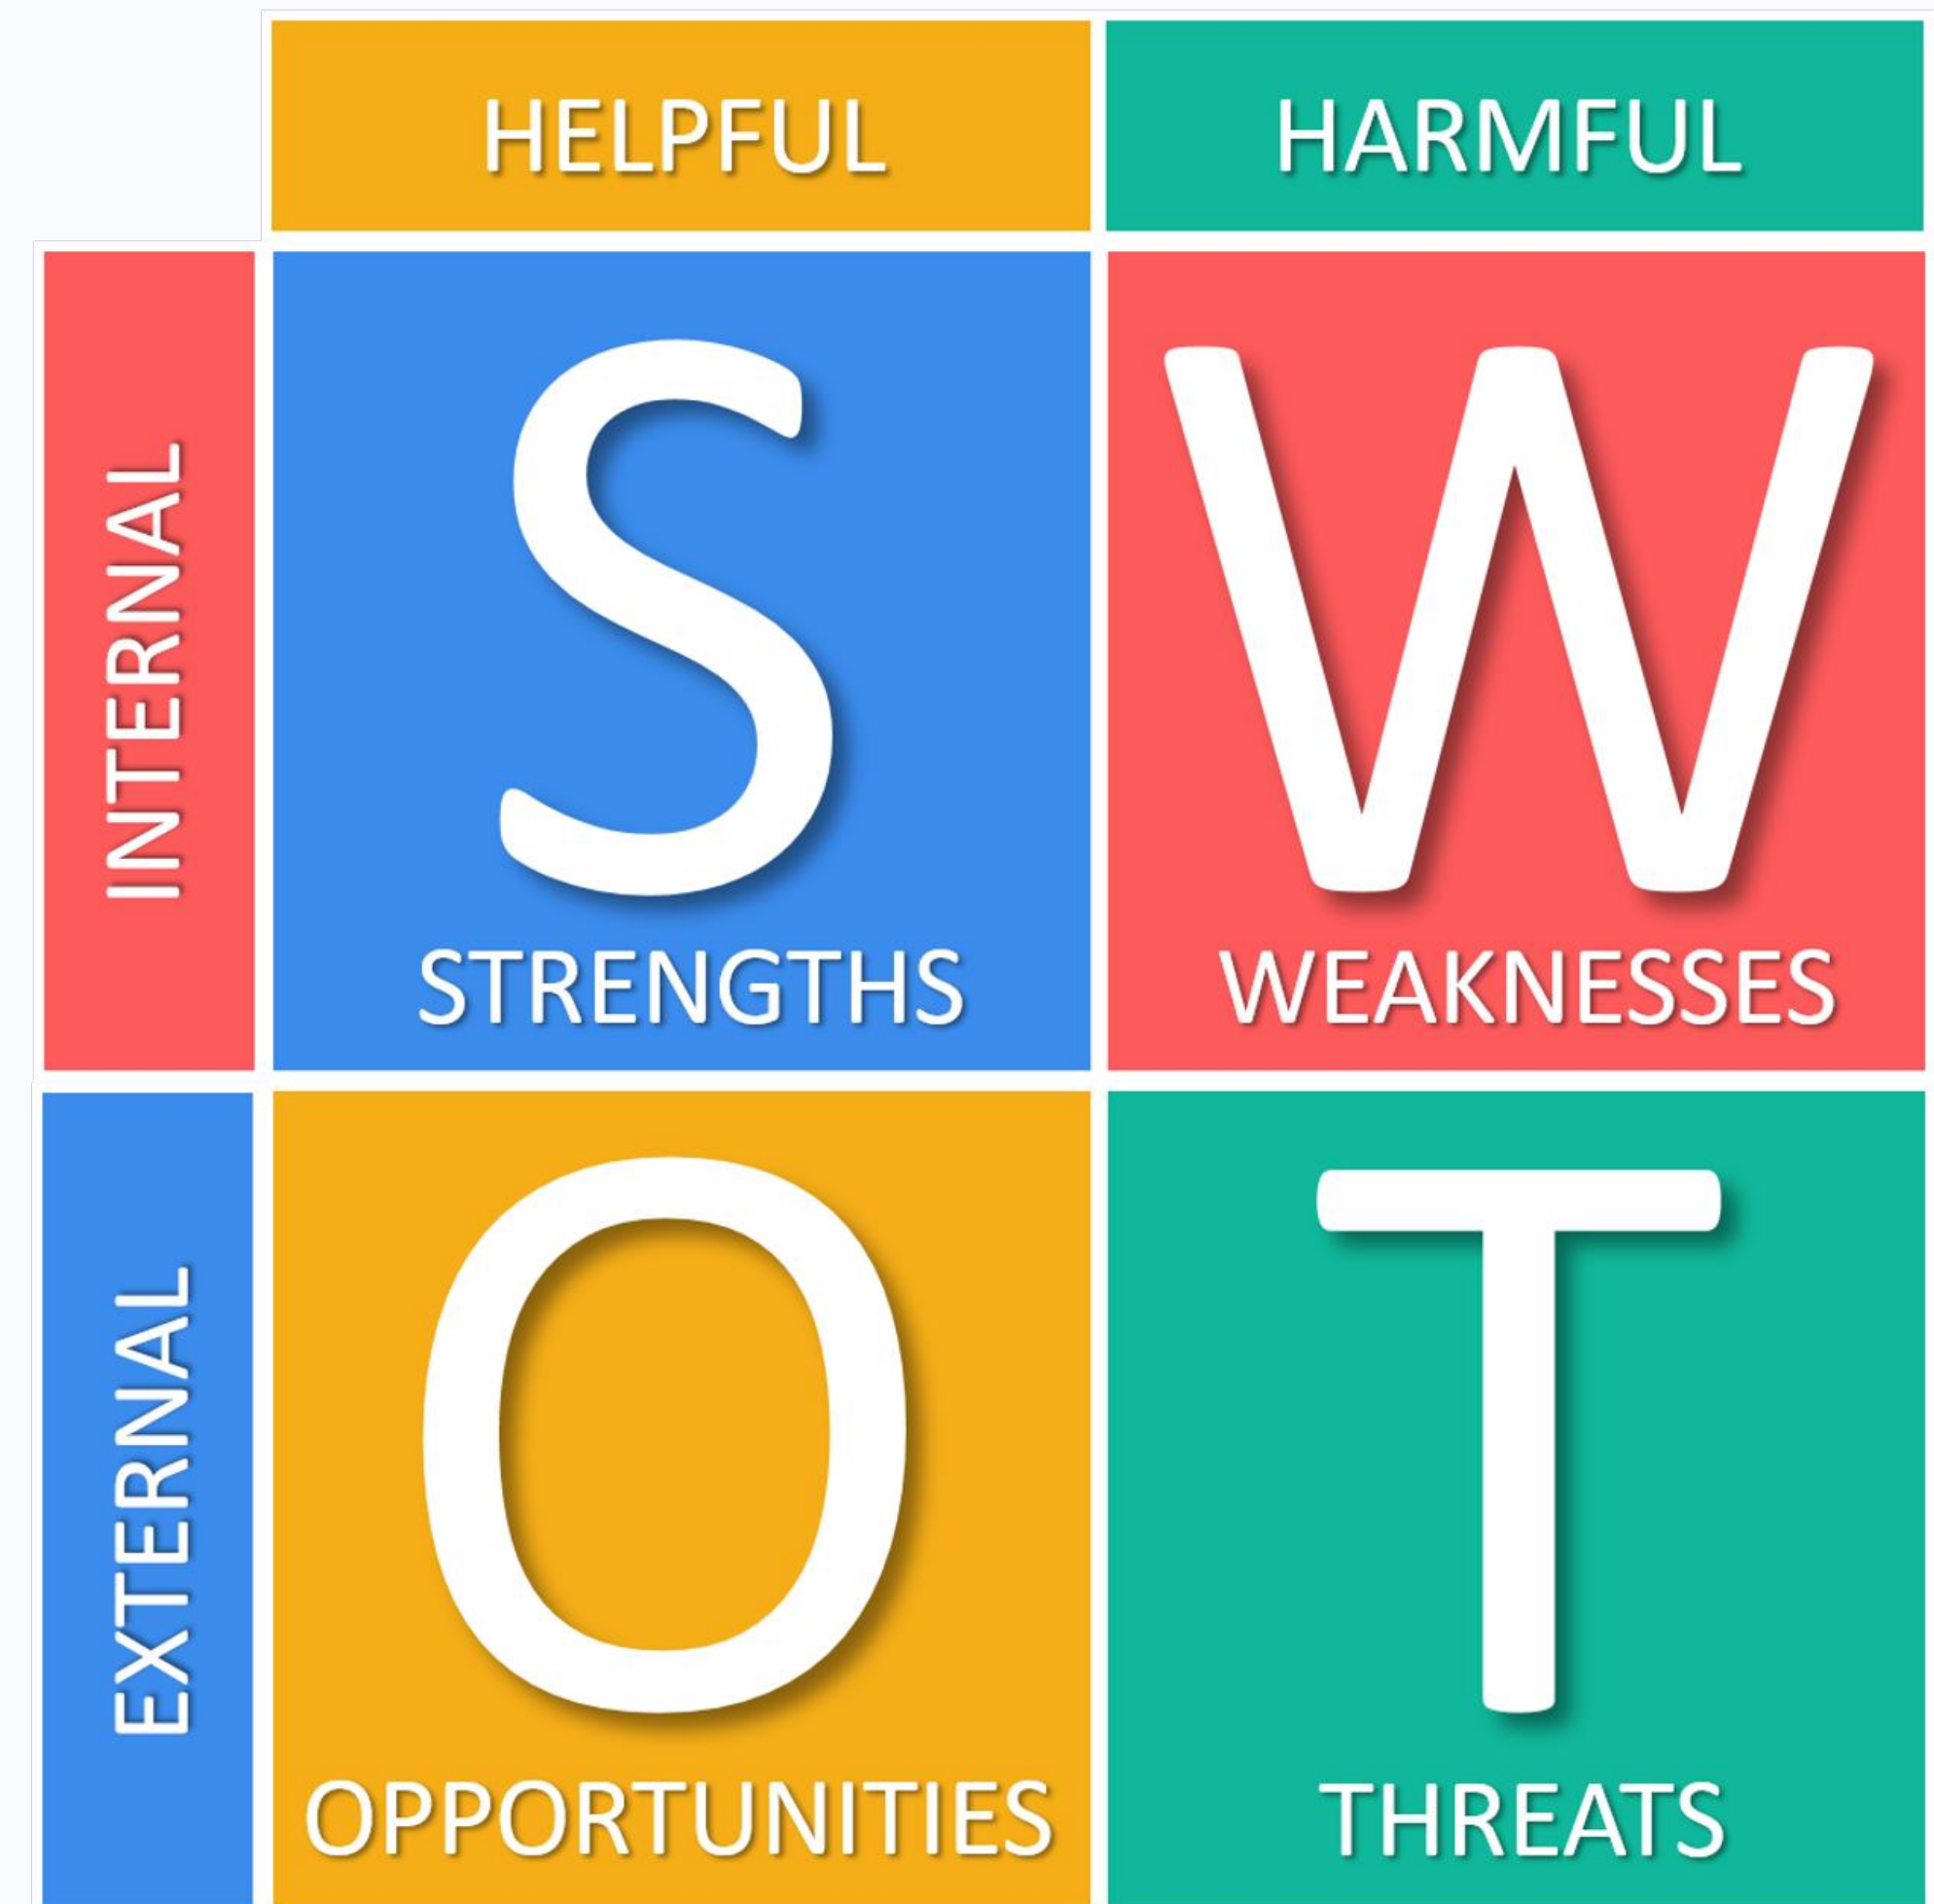 HELPFUL
HARMFUL
INTERNAL
S
STRENGTHS
W
WEAKNESSES
EXTERNAL
O
OPPORTUNITIES
T
THREATS